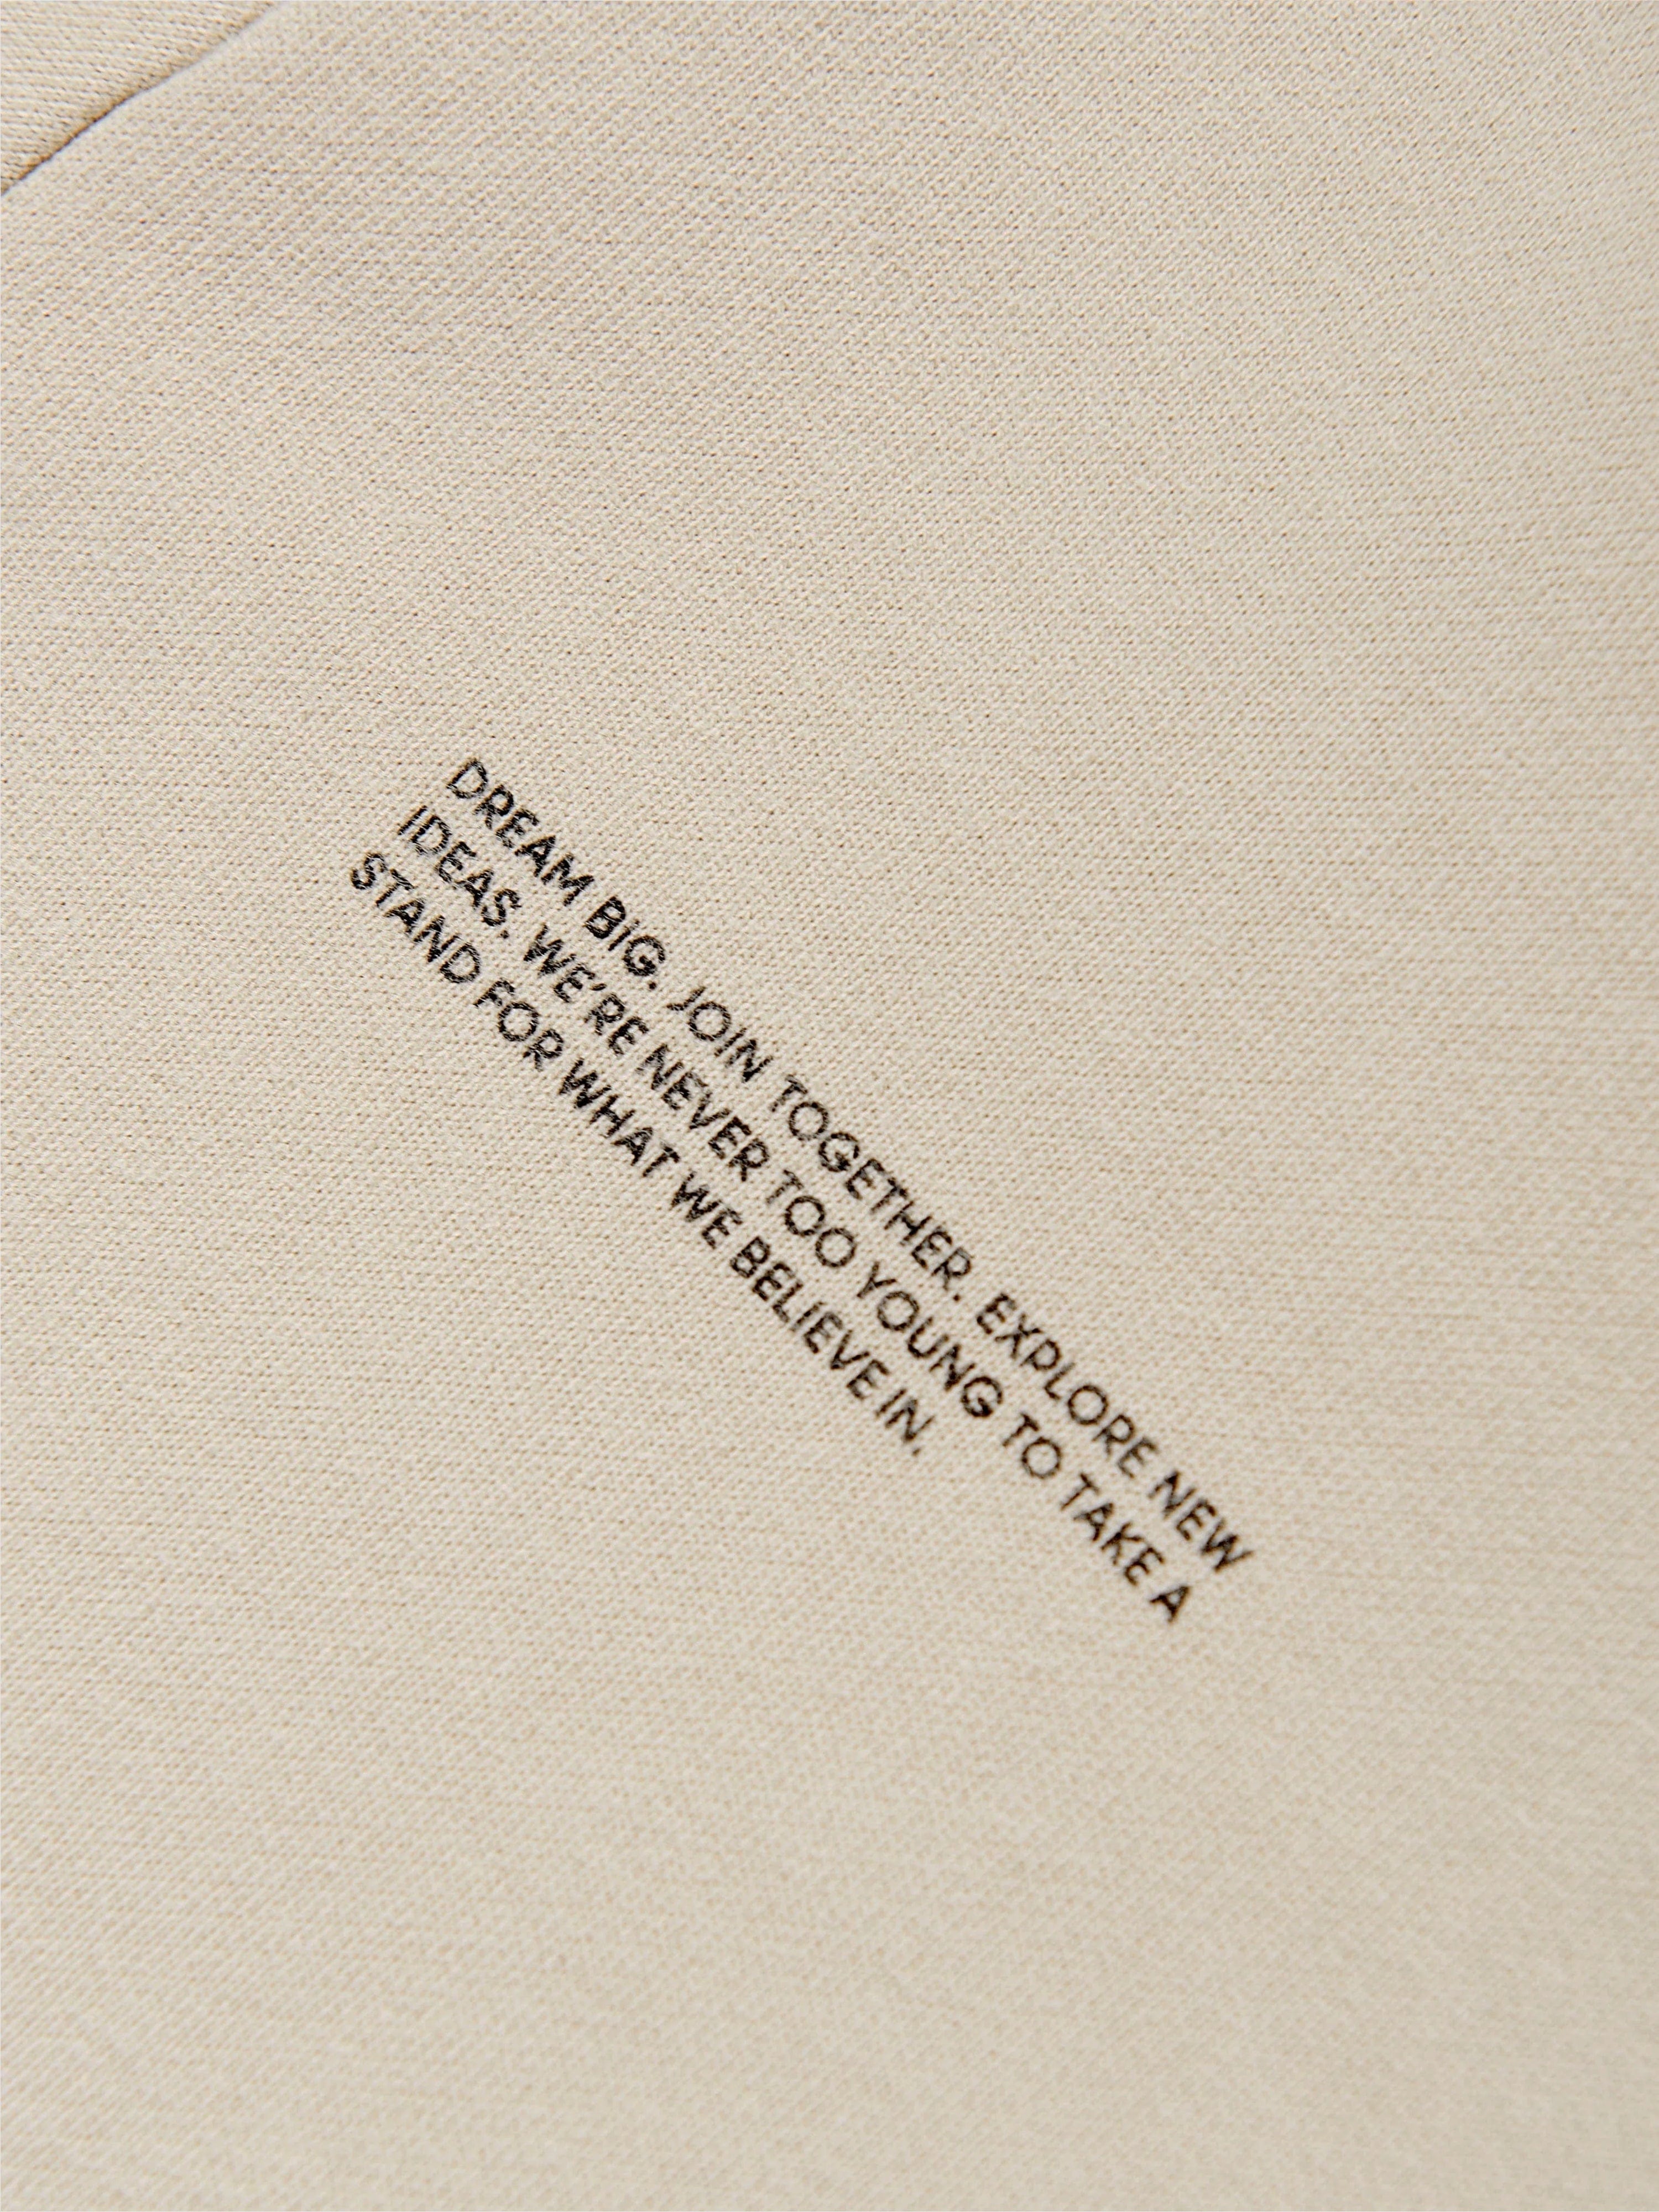 DREAM BIG. JOIN TOGETHER. EXPLORE NEW
IDEAS. WE'RE NEVER TOO YOUNG TO TAKE A
STAND FOR WHAT WE BELIEVE IN.